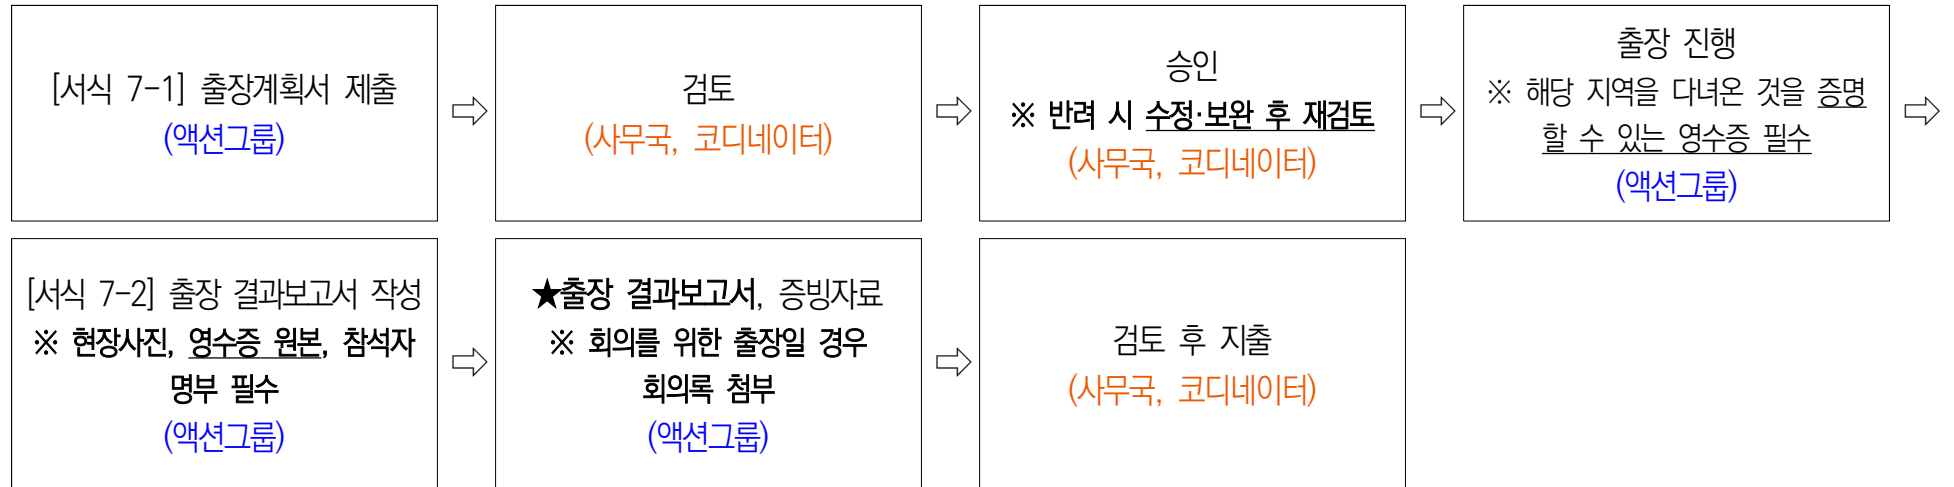 [서식 7-1] 출장계획서 제출
(액션그룹)
⇨
검토
(사무국, 코디네이터)
⇨
승인
※ 반려 시 수정·보완 후 재검토
(사무국, 코디네이터)
⇨
출장 진행
※ 해당 지역을 다녀온 것을 증명
할 수 있는 영수증 필수
(액션그룹)
⇨
[서식 7-2] 출장 결과보고서 작성
※ 현장사진, 영수증 원본, 참석자
명부 필수
(액션그룹)
⇨
★출장 결과보고서, 증빙자료
※ 회의를 위한 출장일 경우
회의록 첨부
(액션그룹)
⇨
검토 후 지출
(사무국, 코디네이터)